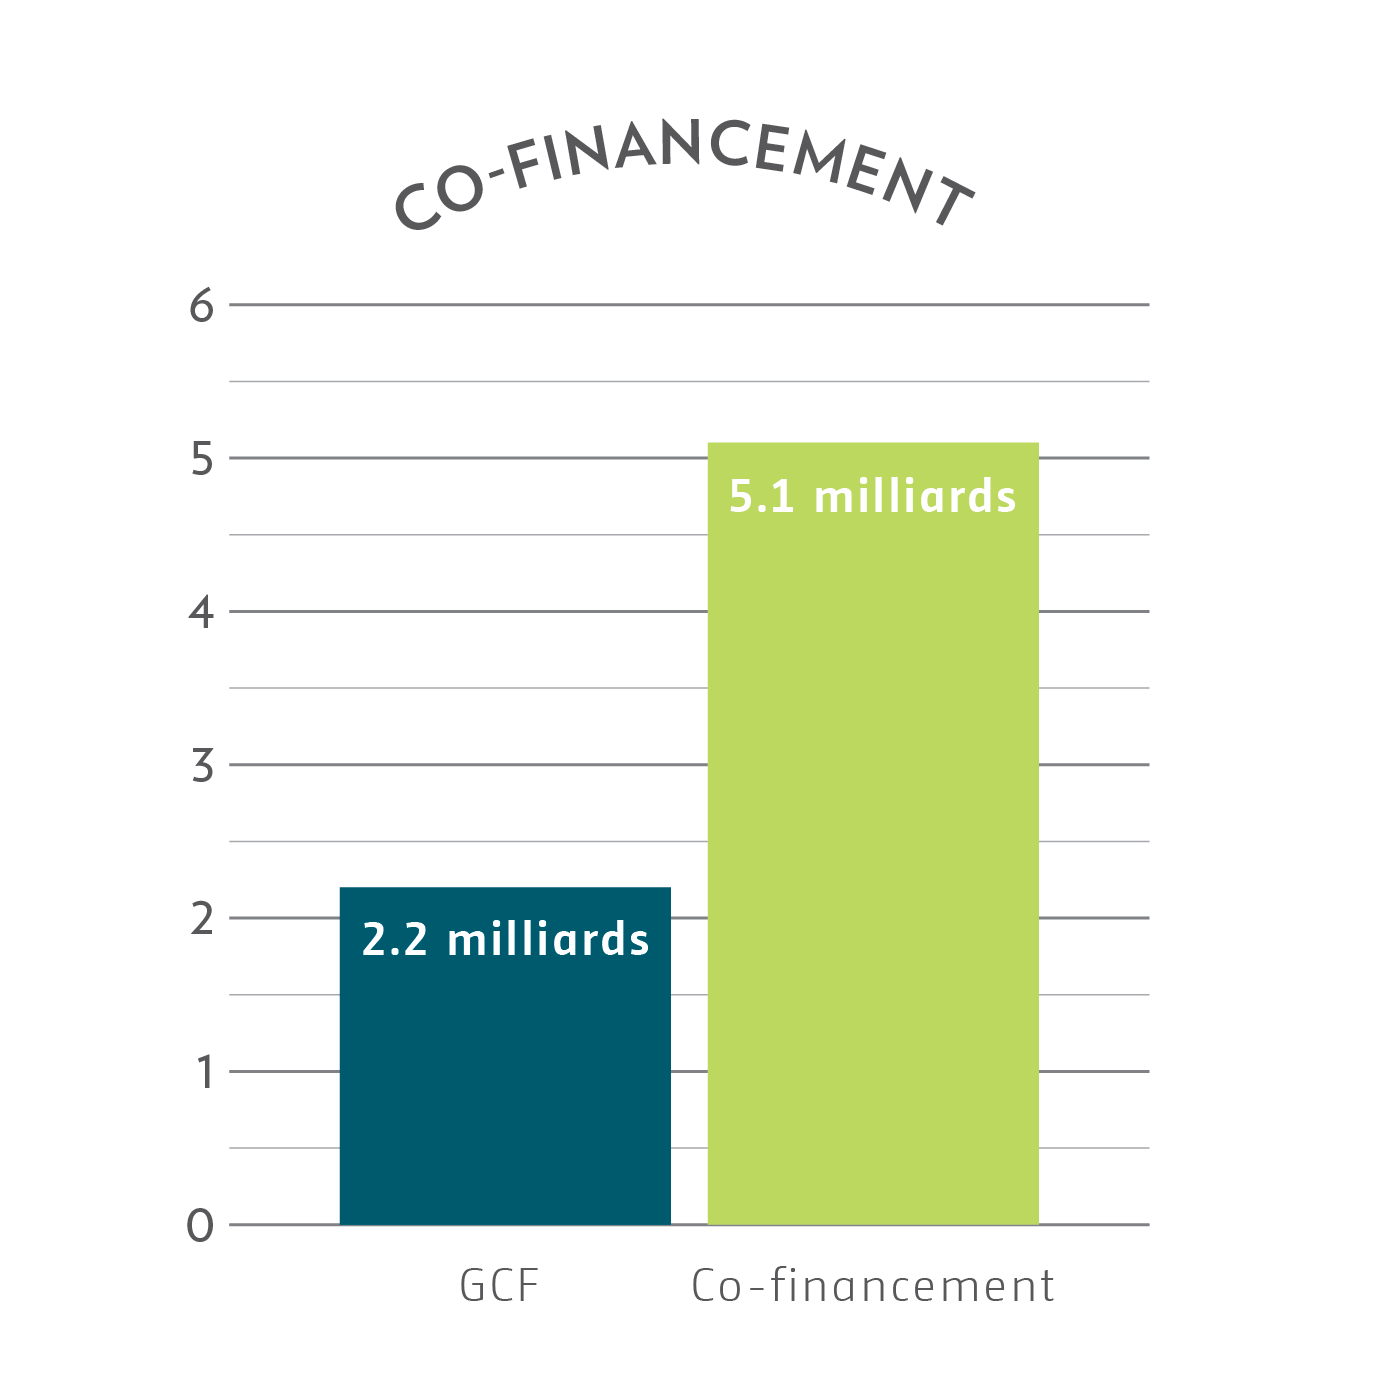 CO-FINANCEMENT
6
5
5.1 milliards
4
3
2
2.2 milliards
1
0
GCF
Co-financement